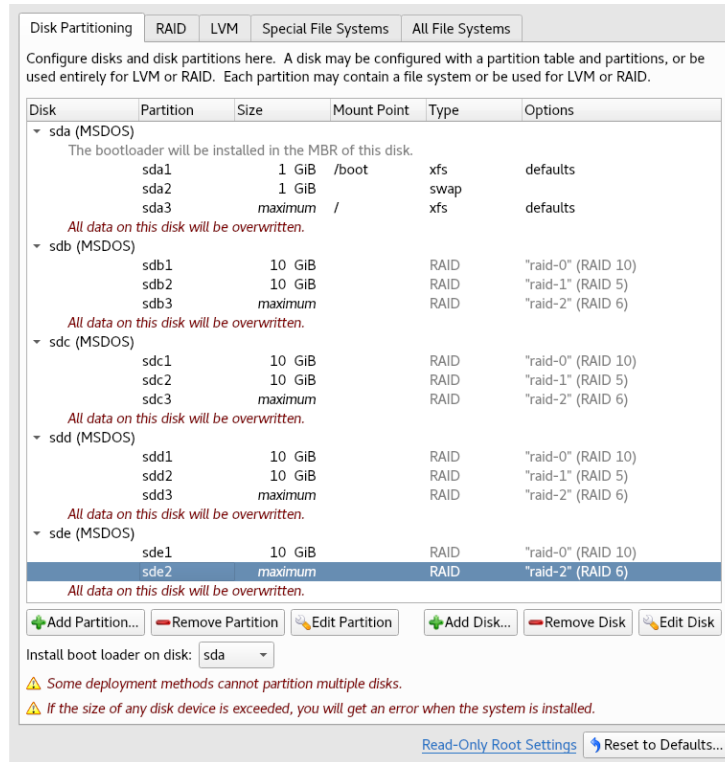 Disk Partitioning RAID LVM Special File Systems All File Systems
Configure disks and disk partitions here. A disk may be configured with a partition table and partitions, or be
used entirely for LVM or RAID. Each partition may contain a file system or be used for LVM or RAID.
Disk Partition Size Mount Point Type Options
sda (MSDOS)
The bootloader will be installed in the MBR of this disk.
sda1 1 GiB /boot xfs defaults
sda2 1 GiB swap
sda3 maximum / xfs defaults
All data on this disk will be overwritten.
sdb (MSDOS)
sdb1 10 GiB RAID "raid-0" (RAID 10)
sdb2 10 GiB RAID "raid-1" (RAID 5)
sdb3 maximum RAID "raid-2" (RAID 6)
All data on this disk will be overwritten.
sdc (MSDOS)
sdc1 10 GiB RAID "raid-0" (RAID 10)
sdc2 10 GiB RAID "raid-1" (RAID 5)
sdc3 maximum RAID "raid-2" (RAID 6)
All data on this disk will be overwritten.
sdd (MSDOS)
sdd1 10 GiB RAID "raid-0" (RAID 10)
sdd2 10 GiB RAID "raid-1" (RAID 5)
sdd3 maximum RAID "raid-2" (RAID 6)
All data on this disk will be overwritten.
sde (MSDOS)
sde1 10 GiB RAID "raid-0" (RAID 10)
sde2 maximum RAID "raid-2" (RAID 6)
All data on this disk will be overwritten.
Add Partition... Remove Partition Edit Partition Add Disk... Remove Disk Edit Disk
Install boot loader on disk: sda
Some deployment methods cannot partition multiple disks.
If the size of any disk device is exceeded, you will get an error when the system is installed.
Read-Only Root Settings Reset to Defaults...